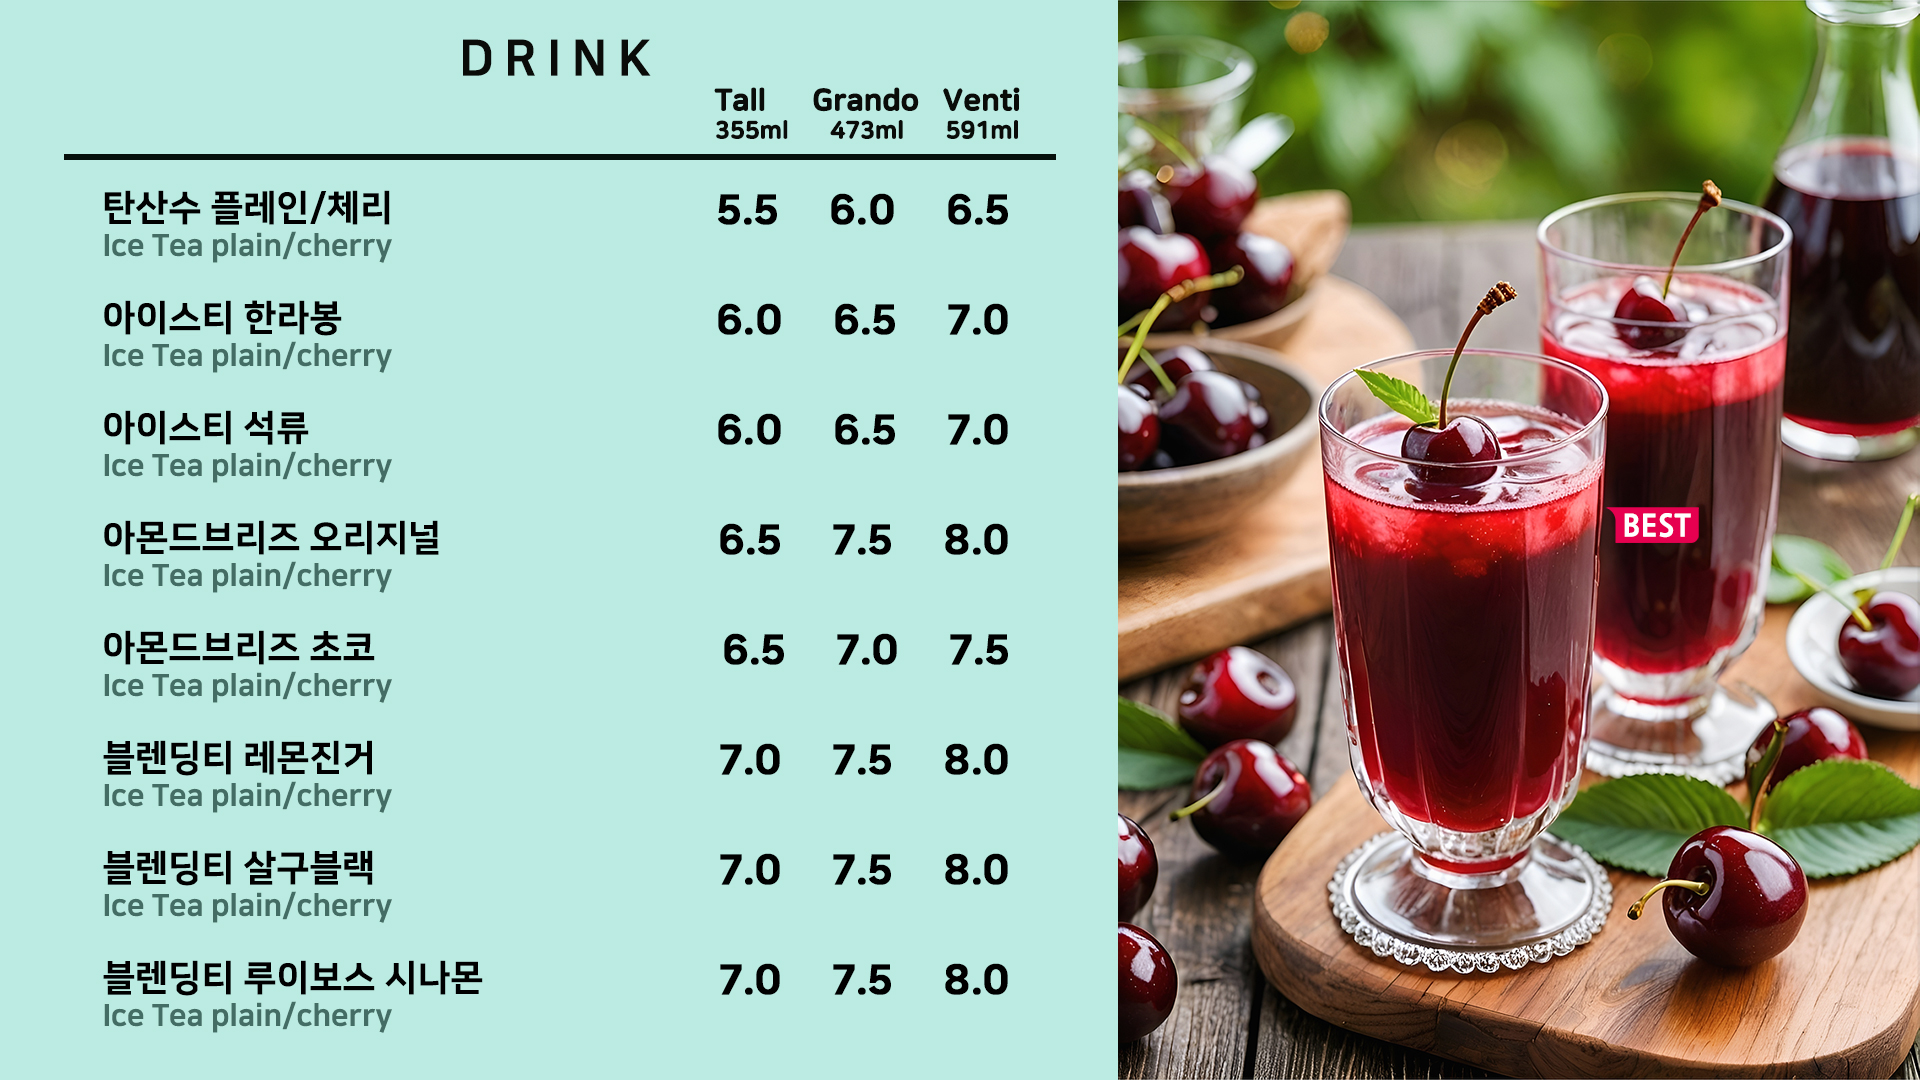 DRINK
Tall Grando Venti
355ml 473ml 591ml
탄산수 플레인/체리 5.5 6.0 6.5
Ice Tea plain/cherry
아이스티 한라봉 6.0 6.5 7.0
Ice Tea plain/cherry
아이스티 석류 6.0 6.5 7.0
Ice Tea plain/cherry
아몬드브리즈 오리지널 6.5 7.5 8.0
Ice Tea plain/cherry
아몬드브리즈 초코 6.5 7.0 7.5
Ice Tea plain/cherry
블렌딩티 레몬진거 7.0 7.5 8.0
Ice Tea plain/cherry
블렌딩티 살구블랙 7.0 7.5 8.0
Ice Tea plain/cherry
블렌딩티 루이보스 시나몬 7.0 7.5 8.0
Ice Tea plain/cherry
BEST